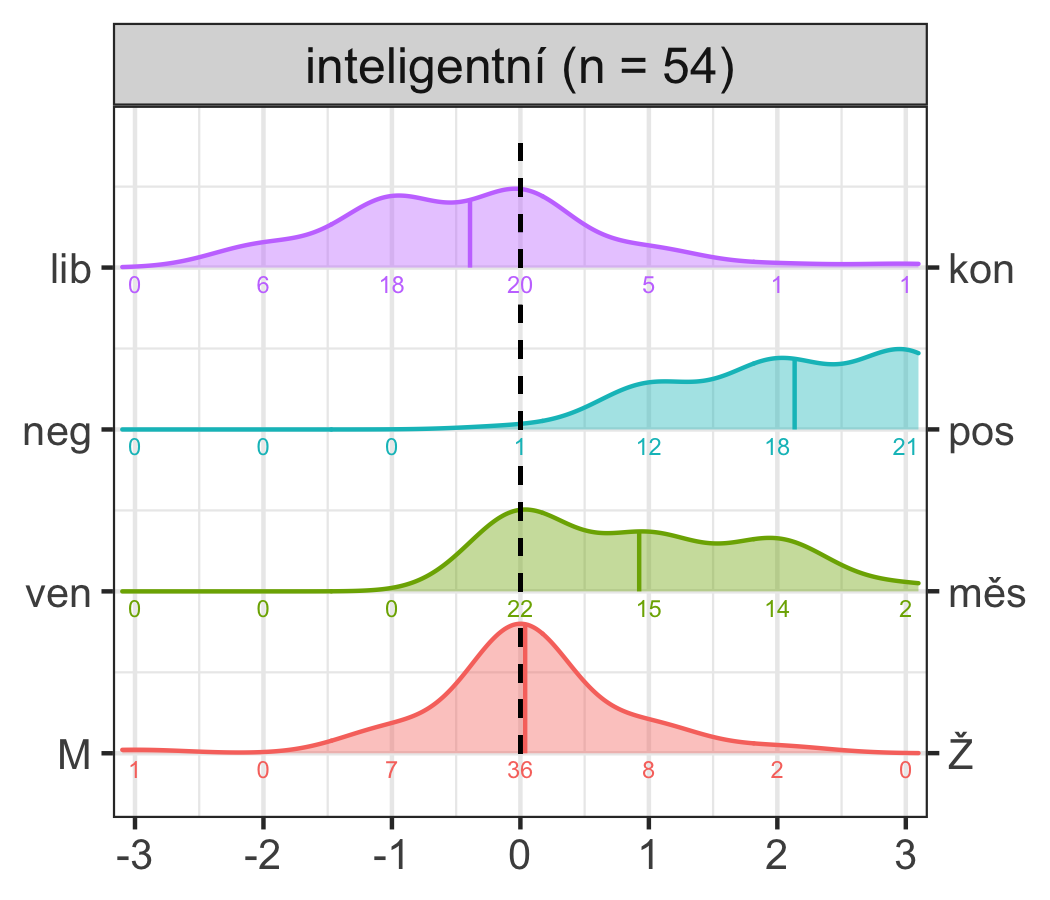 inteligentní (n = 54)
lib kon
0 6 18 20 5 1 1
neg pos
0 0 0 1 12 18 21
ven měs
0 0 0 22 15 14 2
M Ž
1 0 7 36 8 2 0
-3 -2 -1 0 1 2 3